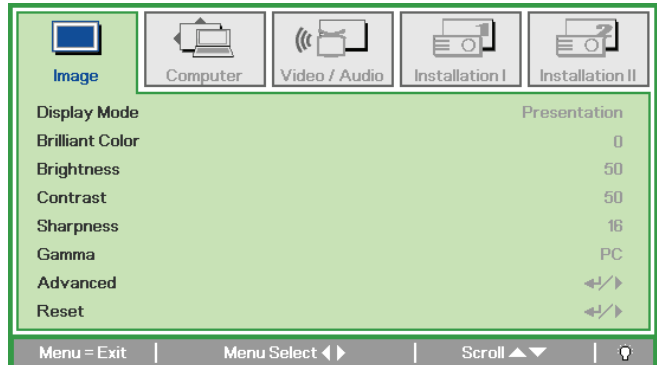 Image Computer Video / Audio Installation I Installation II
Display Mode Presentation
Brilliant Color 0
Brightness 50
Contrast 50
Sharpness 16
Gamma PC
Advanced
Reset
Menu = Exit Menu Select Scroll